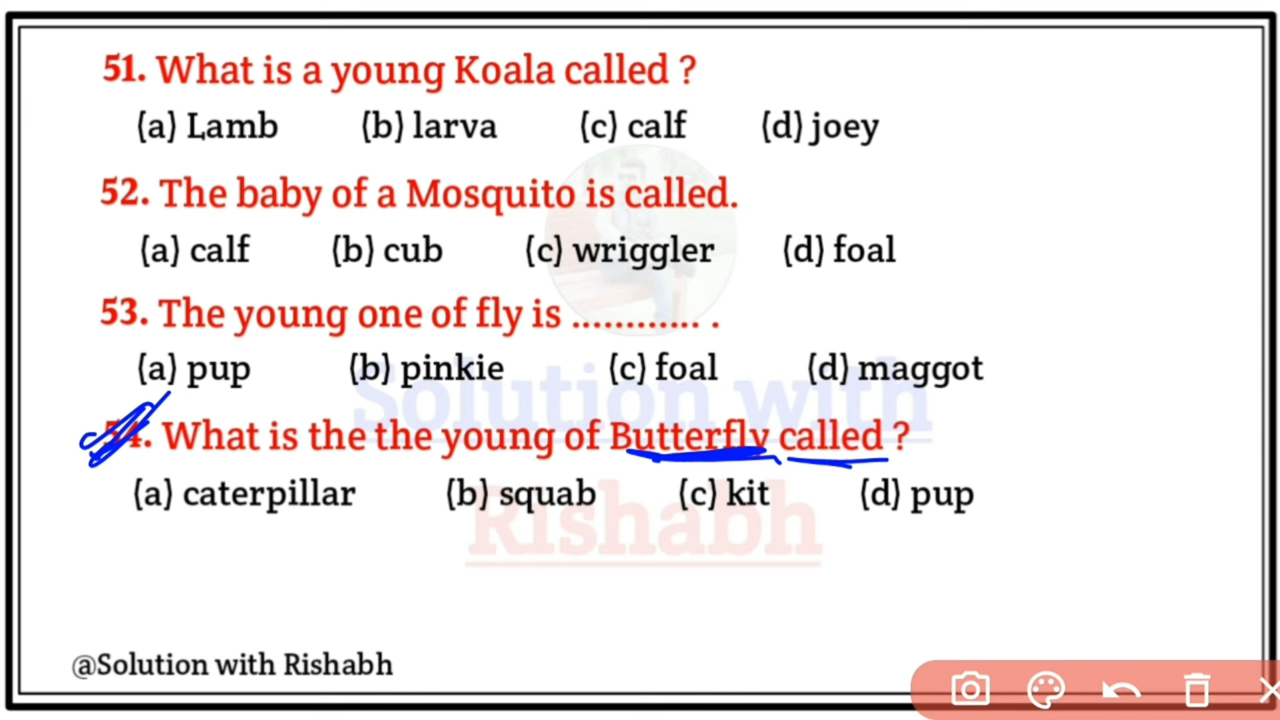 51. What is a young Koala called ?
(a) Lamb (b) larva (c) calf (d) joey
52. The baby of a Mosquito is called.
(a) calf (b) cub (c) wriggler (d) foal
53. The young one of fly is ............ .
(a) pup (b) pinkie (c) foal (d) maggot
54. What is the the young of Butterfly called ?
(a) caterpillar (b) squab (c) kit (d) pup
Solution with
Rishabh
@Solution with Rishabh